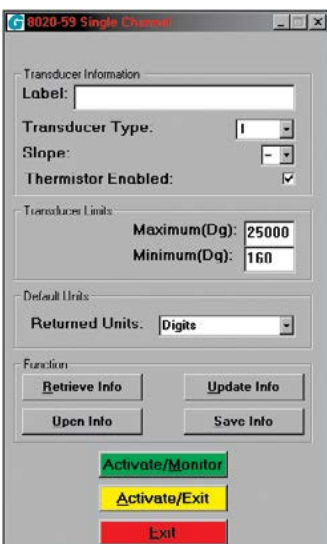 8020-59 Single Channel
Transducer Information
Label:
Transducer Type: I
Slope: -
Thermistor Enabled:
Transducer Limits
Maximum(Dg): 25000
Minimum(Dg): 160
Default Units
Returned Units: Digits
Function
Retrieve Info Update Info
Open Info Save Info
Activate/Monitor
Activate/Exit
Exit